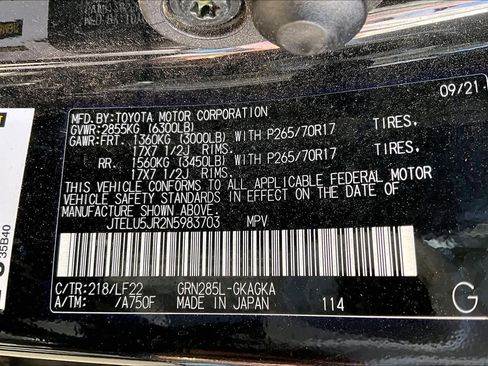 MFD.BY:TOYOTA MOTOR CORPORATION 09/21
GVWR:2855KG (6300LB)
GAWR:FRT. 1360KG (3000LB) WITH P265/70R17 TIRES,
17X7 1/2J RIMS.
RR. 1560KG (3450LB) WITH P265/70R17 TIRES,
17X7 1/2J RIMS.
THIS VEHICLE CONFORMS TO ALL APPLICABLE FEDERAL MOTOR
VEHICLE SAFETY STANDARDS IN EFFECT ON THE DATE OF
MANUFACTURE SHOWN ABOVE.
JTELU5JR2N5983703 MPV
C/TR:218/LF22 GRN285L-GKAGKA
A/TM: /A750F MADE IN JAPAN 114 G
35B40